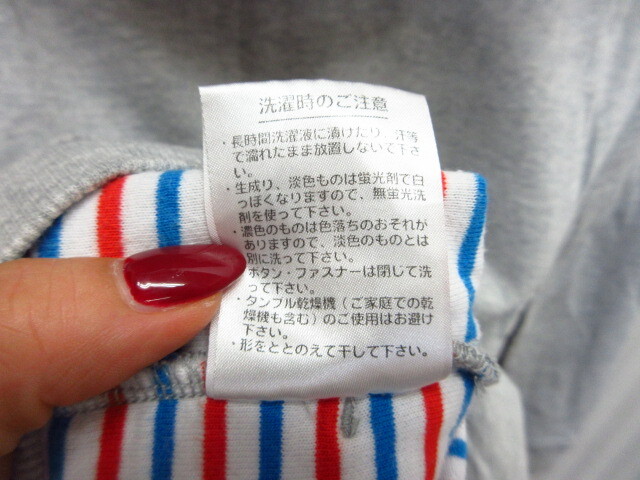 洗濯時のご注意
・長時間洗濯液に漬けたり、汗等
で濡れたまま放置しないで下さ
い。
・生成り、淡色ものは蛍光剤で白
っぽくなりますので、無蛍光洗
剤を使って下さい。
・濃色のものは色落ちのおそれが
ありますので、淡色のものとは
別に洗って下さい。
ボタン・ファスナーは閉じて洗
って下さい。
・タンブル乾燥機(ご家庭での乾
燥機も含む)のご使用はお避け
下さい。
・形をととのえて干して下さい。